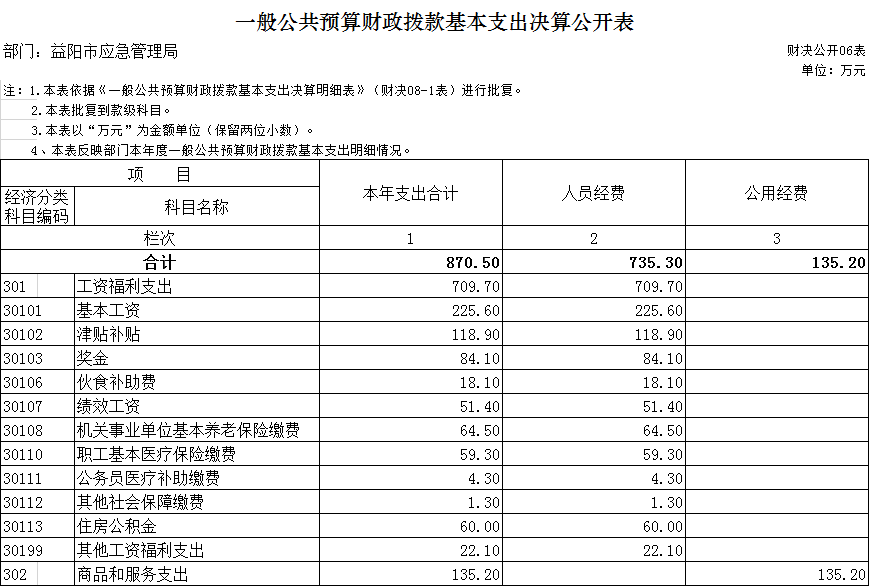 一般公共预算财政拨款基本支出决算公开表
部门：益阳市应急管理局 财决公开06表
单位：万元
注：1.本表依据《一般公共预算财政拨款基本支出决算明细表》（财决08-1表）进行批复。
2.本表批复到款级科目。
3.本表以“万元”为金额单位（保留两位小数）。
4、本表反映部门本年度一般公共预算财政拨款基本支出明细情况。
项 目 本年支出合计 人员经费 公用经费
经济分类科目编码 科目名称
栏次 1 2 3
合计 870.50 735.30 135.20
301 工资福利支出 709.70 709.70
30101 基本工资 225.60 225.60
30102 津贴补贴 118.90 118.90
30103 奖金 84.10 84.10
30106 伙食补助费 18.10 18.10
30107 绩效工资 51.40 51.40
30108 机关事业单位基本养老保险缴费 64.50 64.50
30110 职工基本医疗保险缴费 59.30 59.30
30111 公务员医疗补助缴费 4.30 4.30
30112 其他社会保障缴费 1.30 1.30
30113 住房公积金 60.00 60.00
30199 其他工资福利支出 22.10 22.10
302 商品和服务支出 135.20 135.20